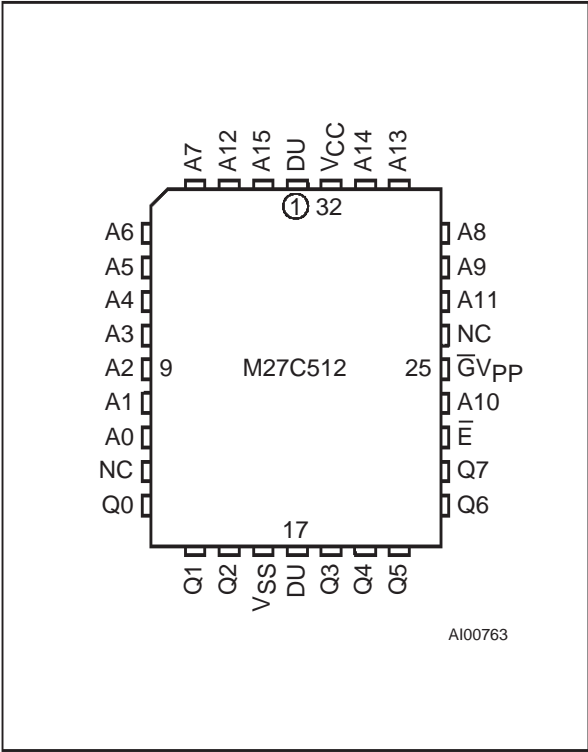 A7 A12 A15 DU VCC A14 A13
1 32
A6 A8
A5 A9
A4 A11
A3 NC
A2 9 M27C512 25 G̅VPP
A1 A10
A0 E̅
NC Q7
Q0 Q6
17
Q1 Q2 VSS DU Q3 Q4 Q5
AI00763